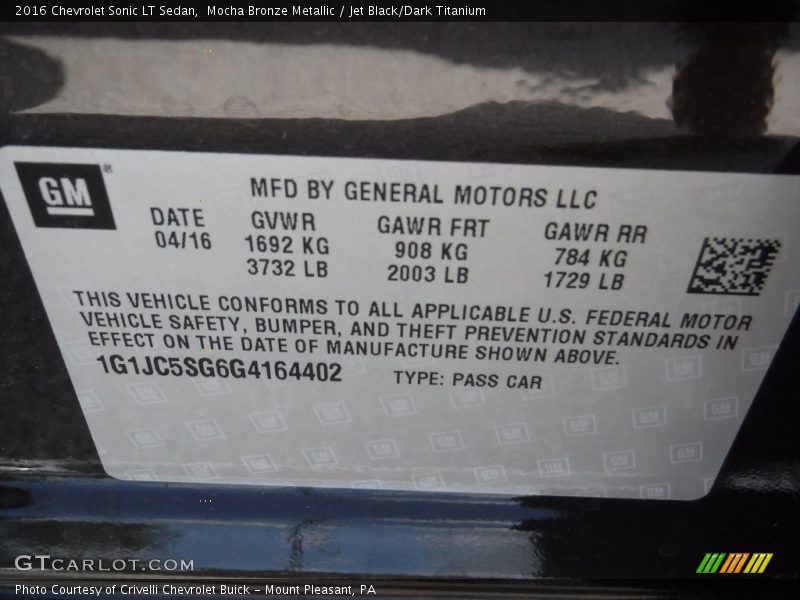 2016 Chevrolet Sonic LT Sedan,  Mocha Bronze Metallic / Jet Black/Dark Titanium
GM
MFD BY GENERAL MOTORS LLC
DATE GVWR GAWR FRT GAWR RR
04/16 1692 KG 908 KG 784 KG
3732 LB 2003 LB 1729 LB
THIS VEHICLE CONFORMS TO ALL APPLICABLE U.S. FEDERAL MOTOR
VEHICLE SAFETY, BUMPER, AND THEFT PREVENTION STANDARDS IN
EFFECT ON THE DATE OF MANUFACTURE SHOWN ABOVE.
1G1JC5SG6G4164402 TYPE: PASS CAR
GTCARLOT.COM
Photo Courtesy of Crivelli Chevrolet Buick – Mount Pleasant, PA